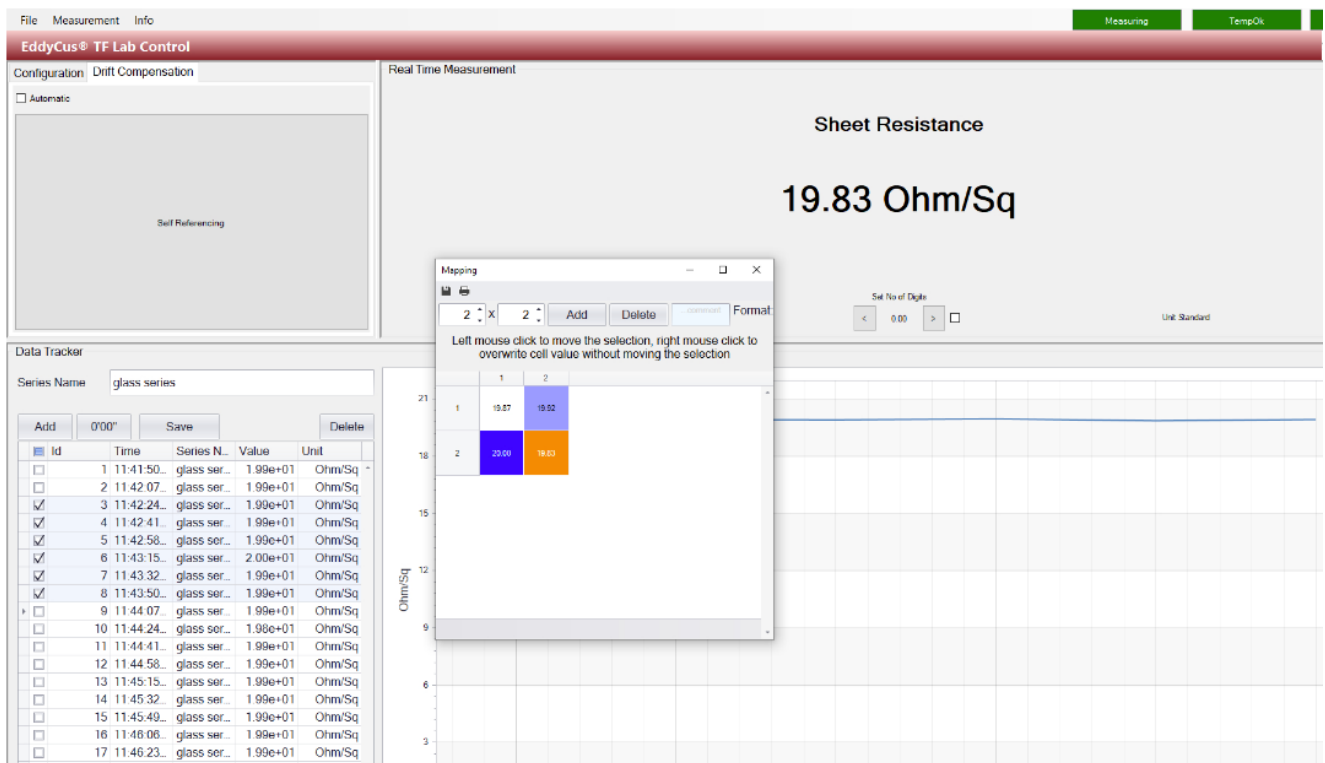 File Measurement Info
Measuring TempOk
EddyCus® TF Lab Control
Configuration Drift Compensation
Automatic
Self Referencing
Real Time Measurement
Sheet Resistance
19.83 Ohm/Sq
Set No of Digits
< 0.00 >
Unit Standard
Mapping
2 x 2 Add Delete ...comment Format:
Left mouse click to move the selection, right mouse click to
overwrite cell value without moving the selection
1 2
1 19.87 19.92
2 20.00 19.83
Data Tracker
Series Name glass series
Add 0'00" Save Delete
Id Time Series N... Value Unit
1 11:41:50... glass ser... 1.99e+01 Ohm/Sq
2 11:42:07... glass ser... 1.99e+01 Ohm/Sq
3 11:42:24... glass ser... 1.99e+01 Ohm/Sq
4 11:42:41... glass ser... 1.99e+01 Ohm/Sq
5 11:42:58... glass ser... 1.99e+01 Ohm/Sq
6 11:43:15... glass ser... 2.00e+01 Ohm/Sq
7 11:43:32... glass ser... 1.99e+01 Ohm/Sq
8 11:43:50... glass ser... 1.99e+01 Ohm/Sq
9 11:44:07... glass ser... 1.99e+01 Ohm/Sq
10 11:44:24... glass ser... 1.98e+01 Ohm/Sq
11 11:44:41... glass ser... 1.99e+01 Ohm/Sq
12 11:44:58... glass ser... 1.99e+01 Ohm/Sq
13 11:45:15... glass ser... 1.99e+01 Ohm/Sq
14 11:45:32... glass ser... 1.99e+01 Ohm/Sq
15 11:45:49... glass ser... 1.99e+01 Ohm/Sq
16 11:46:06... glass ser... 1.99e+01 Ohm/Sq
17 11:46:23... glass ser... 1.99e+01 Ohm/Sq
21
18
15
12
9
6
3
Ohm/Sq